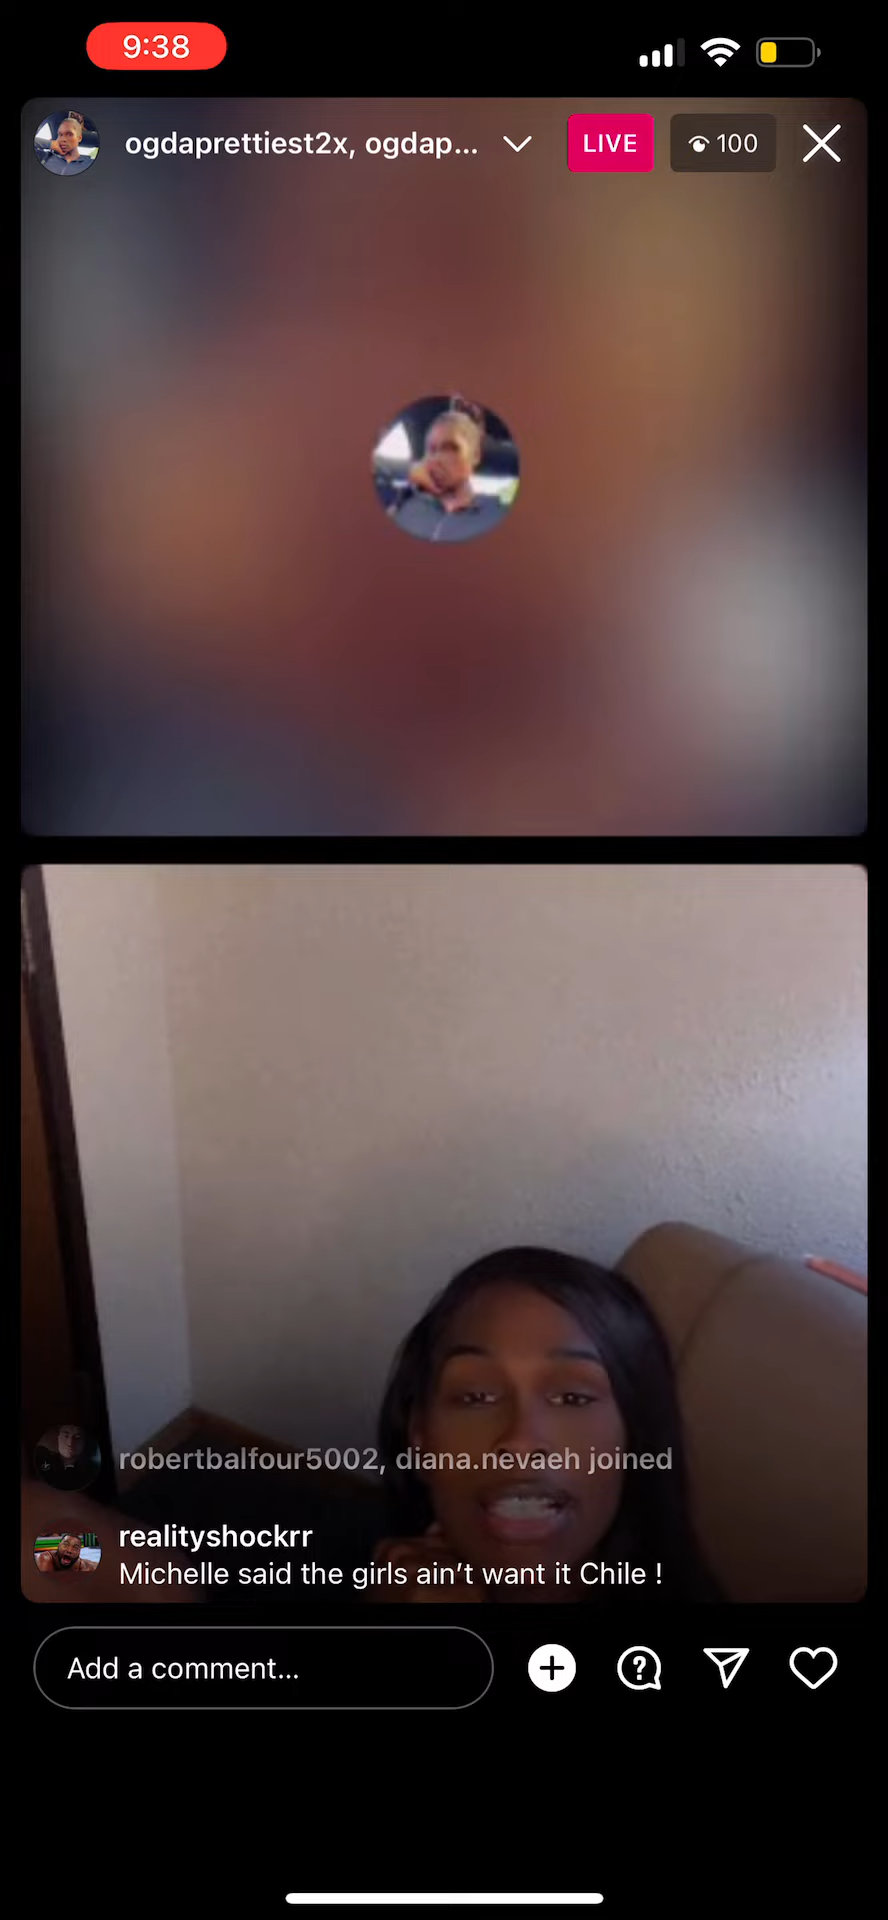 9:38
ogdaprettiest2x, ogdap...
LIVE
100
robertbalfour5002, diana.nevaeh joined
realityshockrr
Michelle said the girls ain’t want it Chile !
Add a comment...